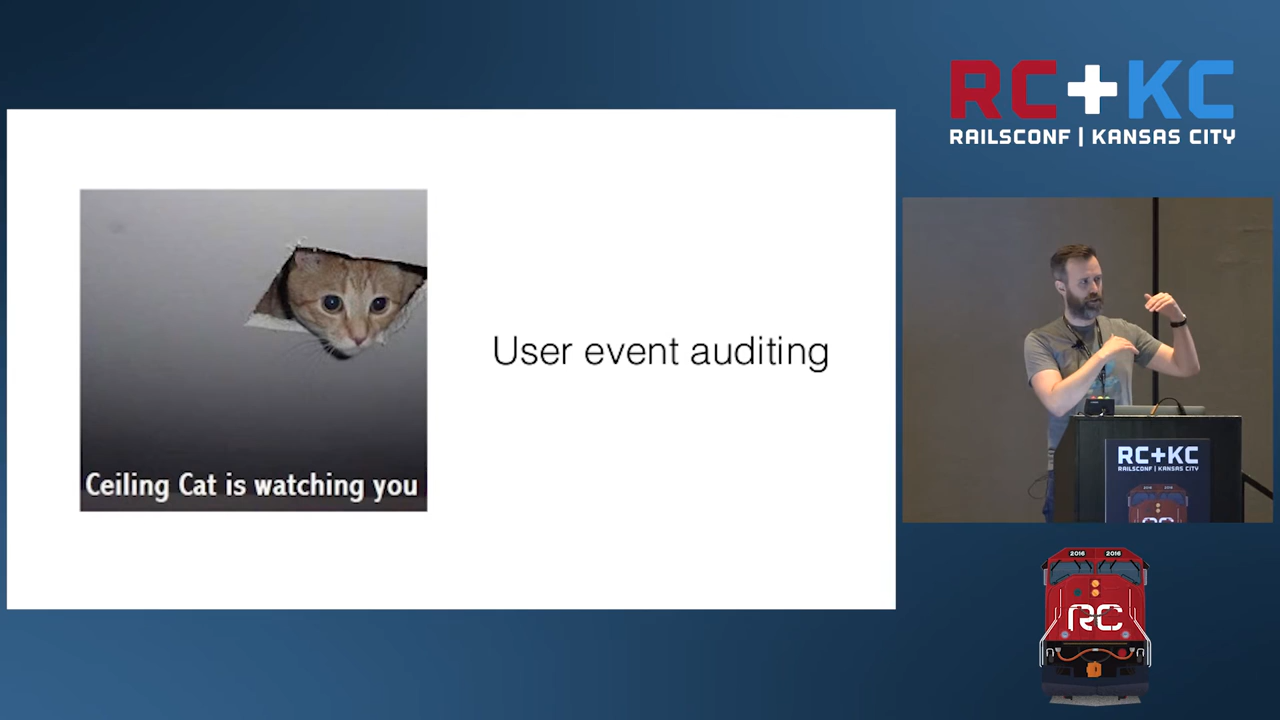 RC+KC
RAILSCONF | KANSAS CITY
Ceiling Cat is watching you
User event auditing
RC+KC
RAILSCONF | KANSAS CITY
2016 2016
RC